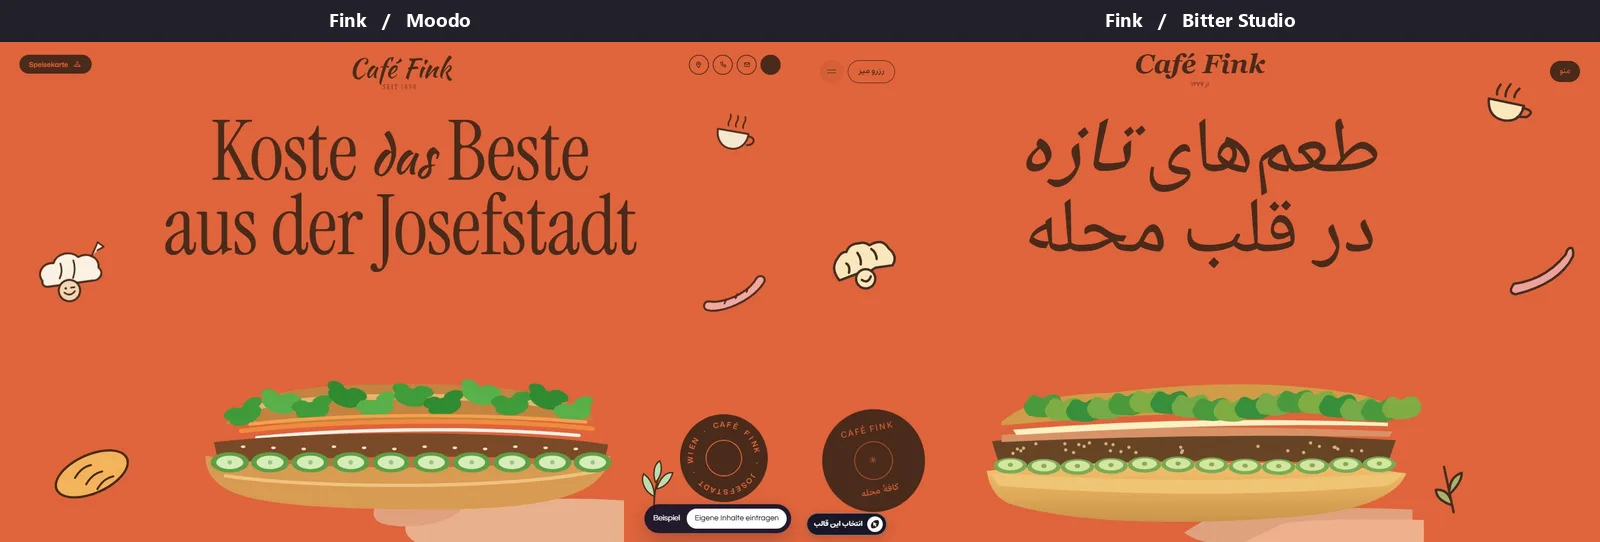 Fink / Moodo
Fink / Bitter Studio
Speisekarte
Café Fink
SEIT 1890
Koste das Beste
aus der Josefstadt
CAFÉ FINK · JOSEFSTADT · WIEN ·
Beispiel
Eigene Inhalte eintragen
رزرو میز
Café Fink
منو
طعم‌های تازه
در قلب محله
CAFÉ FINK
کافهٔ محله
انتخاب این قالب